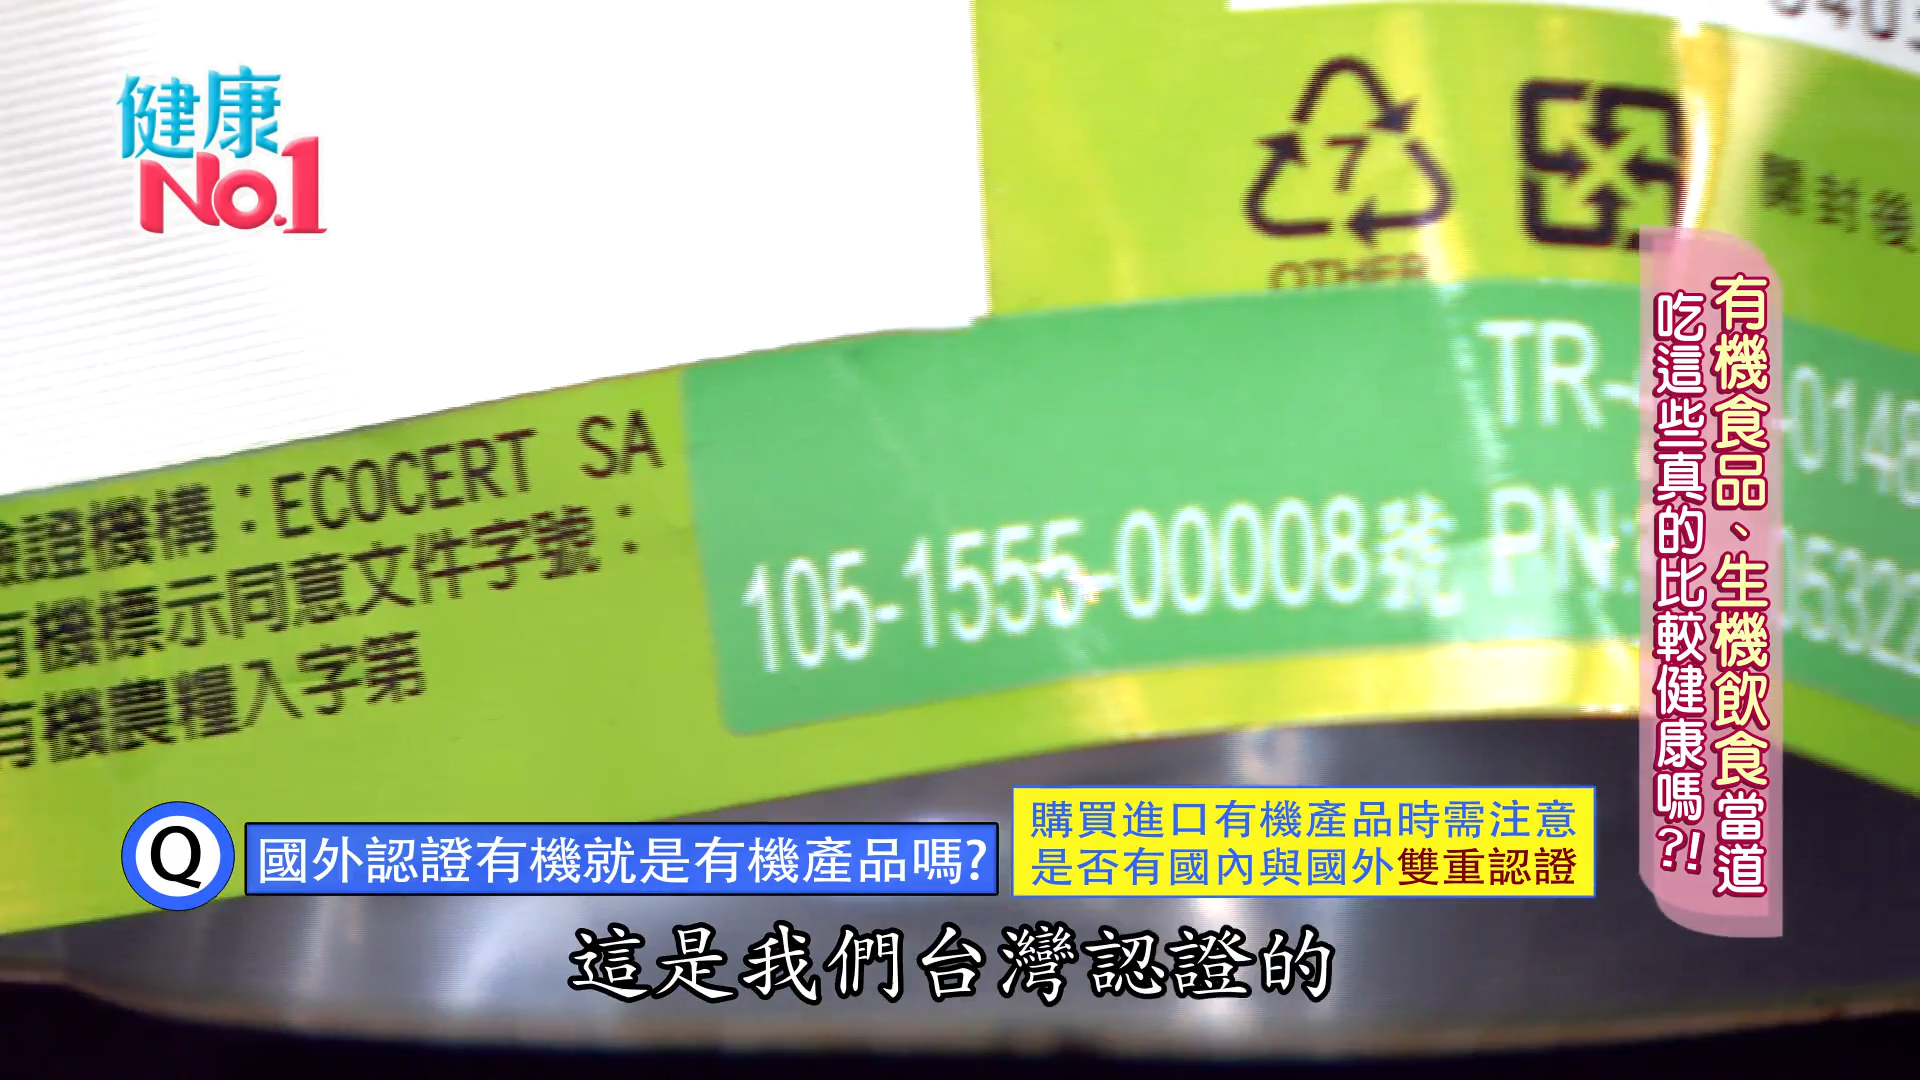 健康
No.1
7
OTHER
開封後
驗證機構：ECOCERT SA
有機標示同意文件字號：
有機農糧入字第
TR-
-0148
105-1555-00008號 PN:
05322
有機食品、生機飲食當道
吃這些真的比較健康嗎?!
Q
國外認證有機就是有機產品嗎?
購買進口有機產品時需注意
是否有國內與國外雙重認證
這是我們台灣認證的